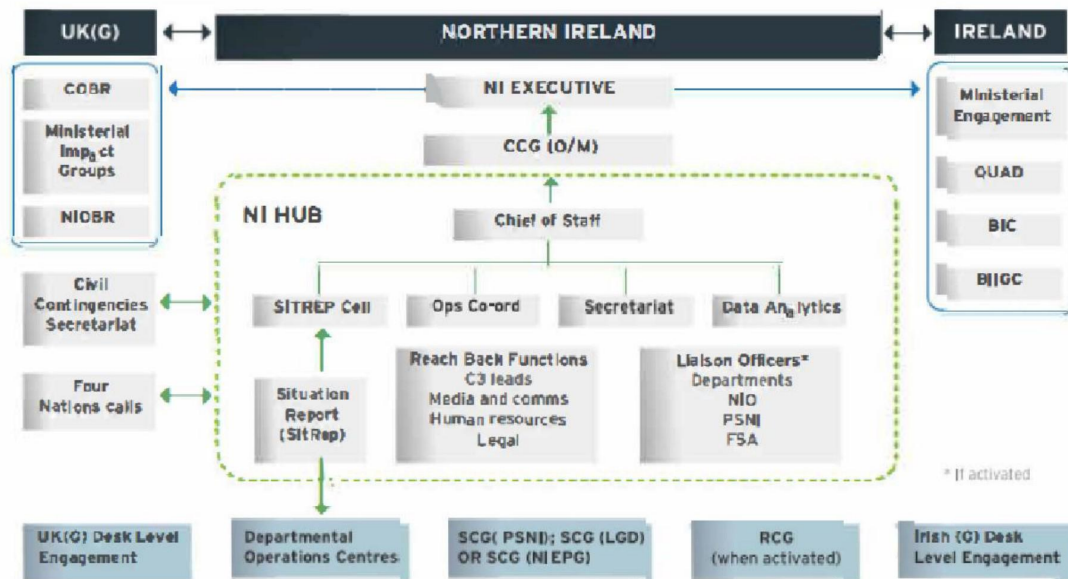 UK(G)
NORTHERN IRELAND
IRELAND
COBR
Ministerial
Impact
Groups
NIOBR
NI EXECUTIVE
CCG (O/M)
Ministerial
Engagement
QUAD
BIC
BIIGC
NI HUB
Chief of Staff
SITREP Cell
Ops Co-ord
Secretariat
Data Analytics
Civil
Contingencies
Secretariat
Four
Nations calls
Situation
Report
(SitRep)
Reach Back Functions
C3 leads
Media and comms
Human resources
Legal
Liaison Officers*
Departments
NIO
PSNI
FSA
* If activated
UK(G) Desk Level
Engagement
Departmental
Operations Centres
SCG( PSNI); SCG (LGD)
OR SCG (NIEPG)
RCG
(when activated)
Irish (G) Desk
Level Engagement